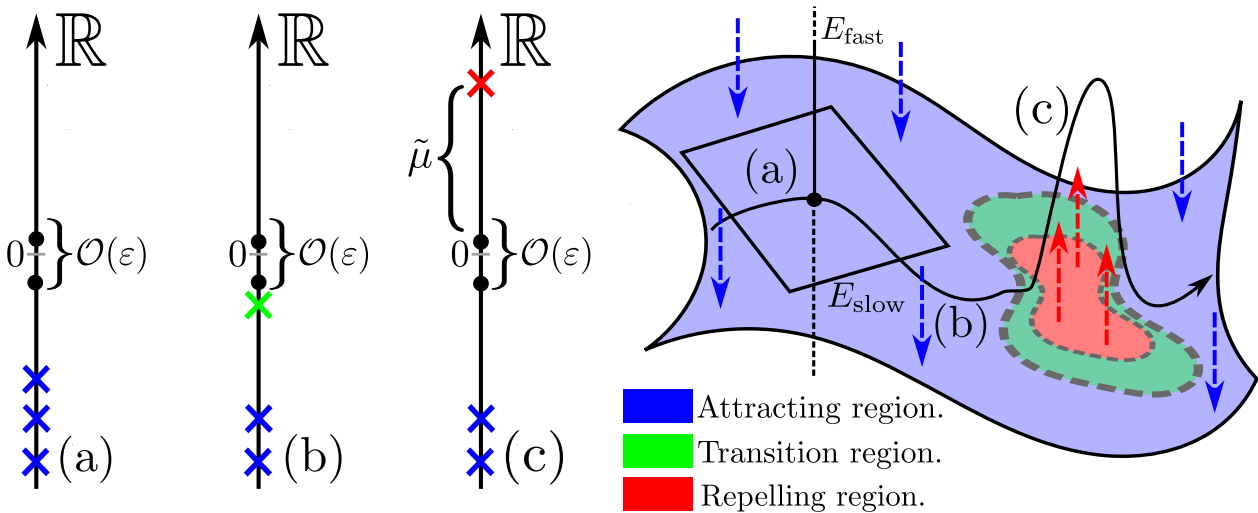 ℝ
0
𝒪(ε)
(a)
ℝ
0
𝒪(ε)
(b)
ℝ
μ̃
0
𝒪(ε)
(c)
E_fast
(a)
(c)
E_slow
(b)
Attracting region.
Transition region.
Repelling region.